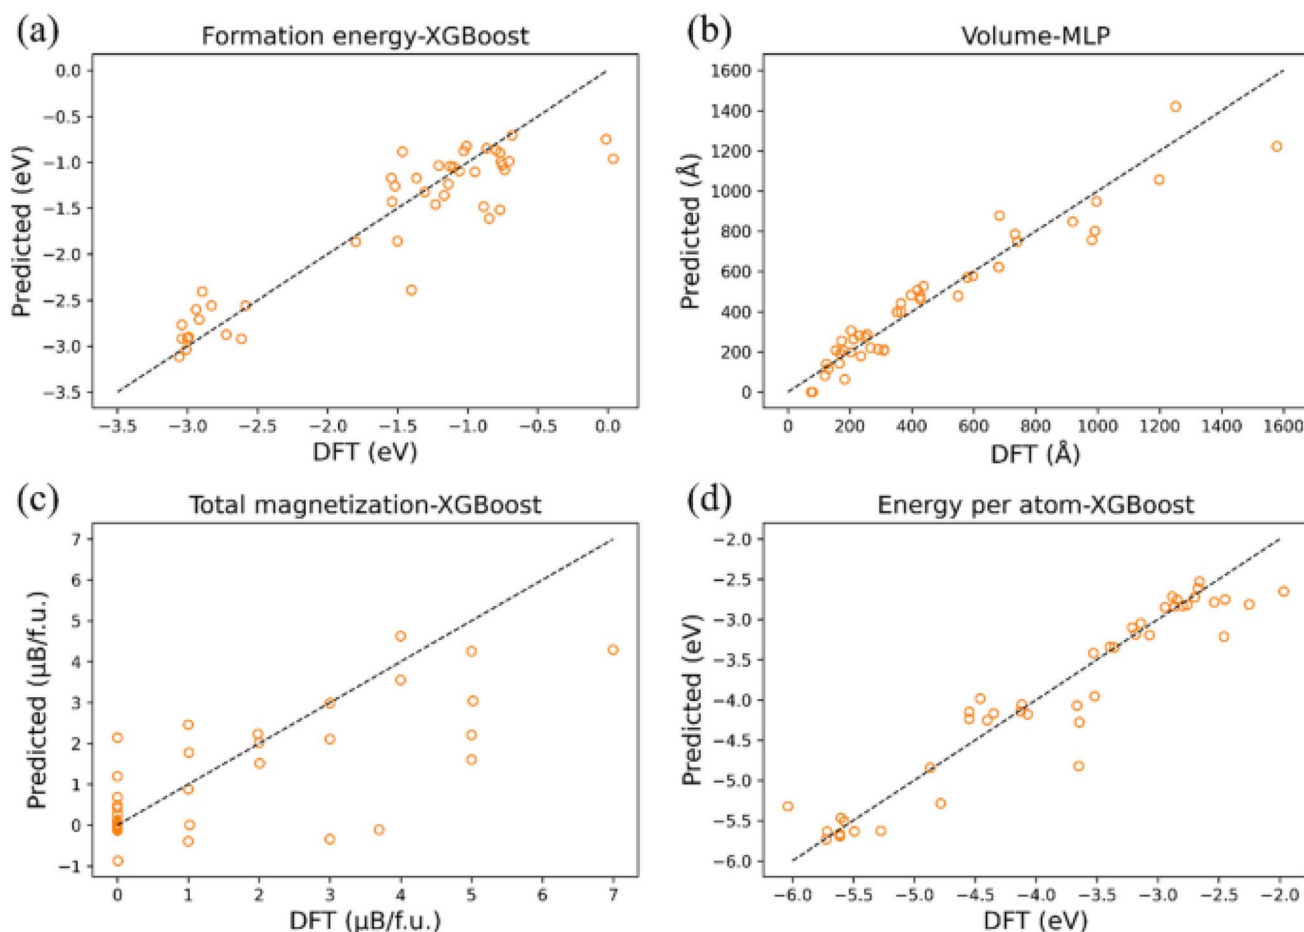 (a)
Formation energy-XGBoost
0.0
−0.5
−1.0
−1.5
−2.0
−2.5
−3.0
−3.5
Predicted (eV)
−3.5 −3.0 −2.5 −2.0 −1.5 −1.0 −0.5 0.0
DFT (eV)
(b)
Volume-MLP
1600
1400
1200
1000
800
600
400
200
0
Predicted (Å)
0 200 400 600 800 1000 1200 1400 1600
DFT (Å)
(c)
Total magnetization-XGBoost
7
6
5
4
3
2
1
0
−1
Predicted (μB/f.u.)
0 1 2 3 4 5 6 7
DFT (μB/f.u.)
(d)
Energy per atom-XGBoost
−2.0
−2.5
−3.0
−3.5
−4.0
−4.5
−5.0
−5.5
−6.0
Predicted (eV)
−6.0 −5.5 −5.0 −4.5 −4.0 −3.5 −3.0 −2.5 −2.0
DFT (eV)